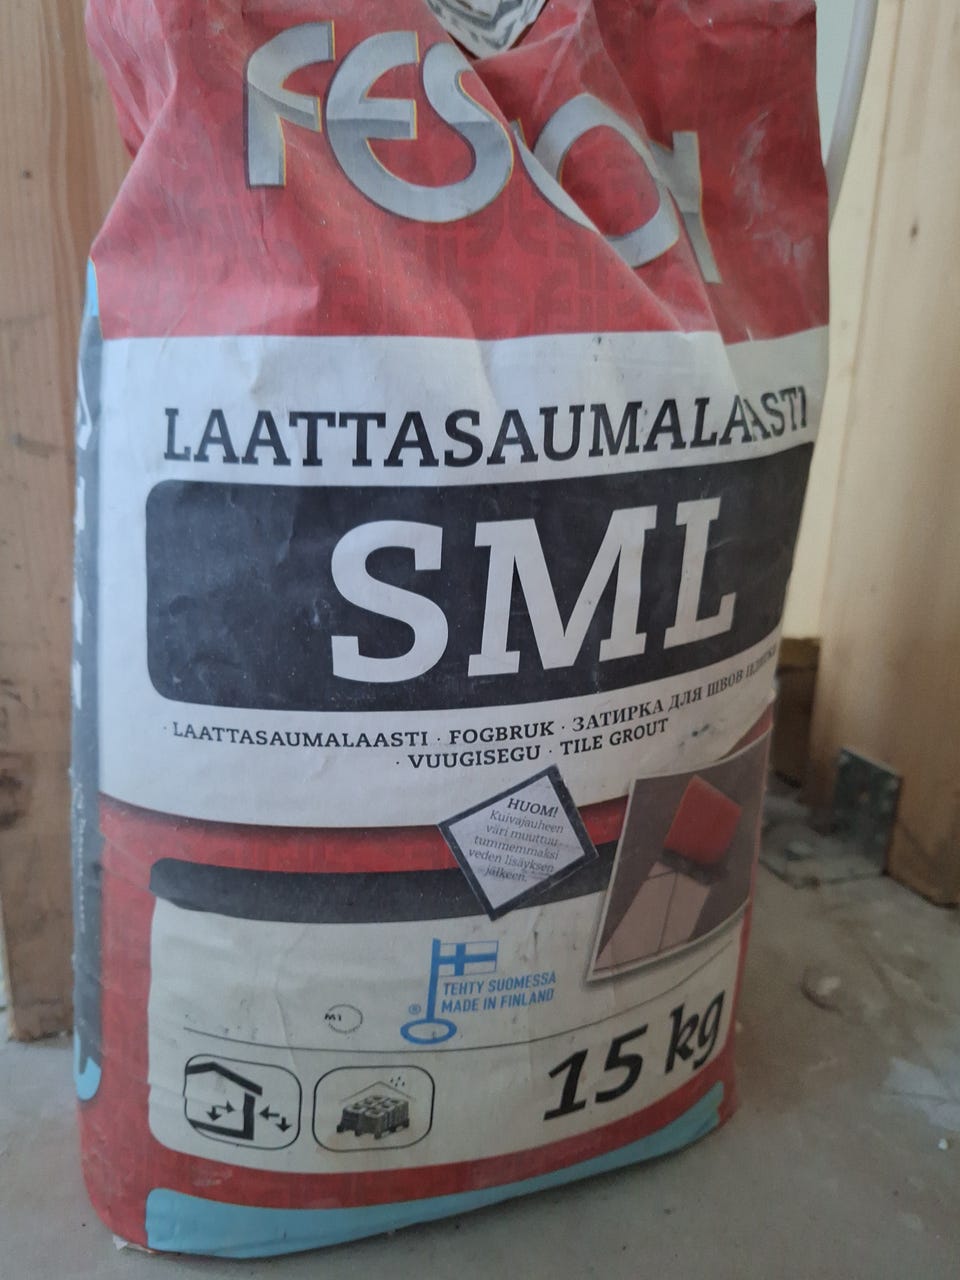 FESCON
LAATTASAUMALAASTI
SML
· LAATTASAUMALAASTI · FOGBRUK · ЗАТИРКА ДЛЯ ШВОВ
· VUUGISEGU · TILE GROUT
HUOM!
Kuivajauheen
väri muuttuu
tummemmaksi
veden lisäyksen
jälkeen.
TEHTY SUOMESSA
® MADE IN FINLAND
M1
15 kg